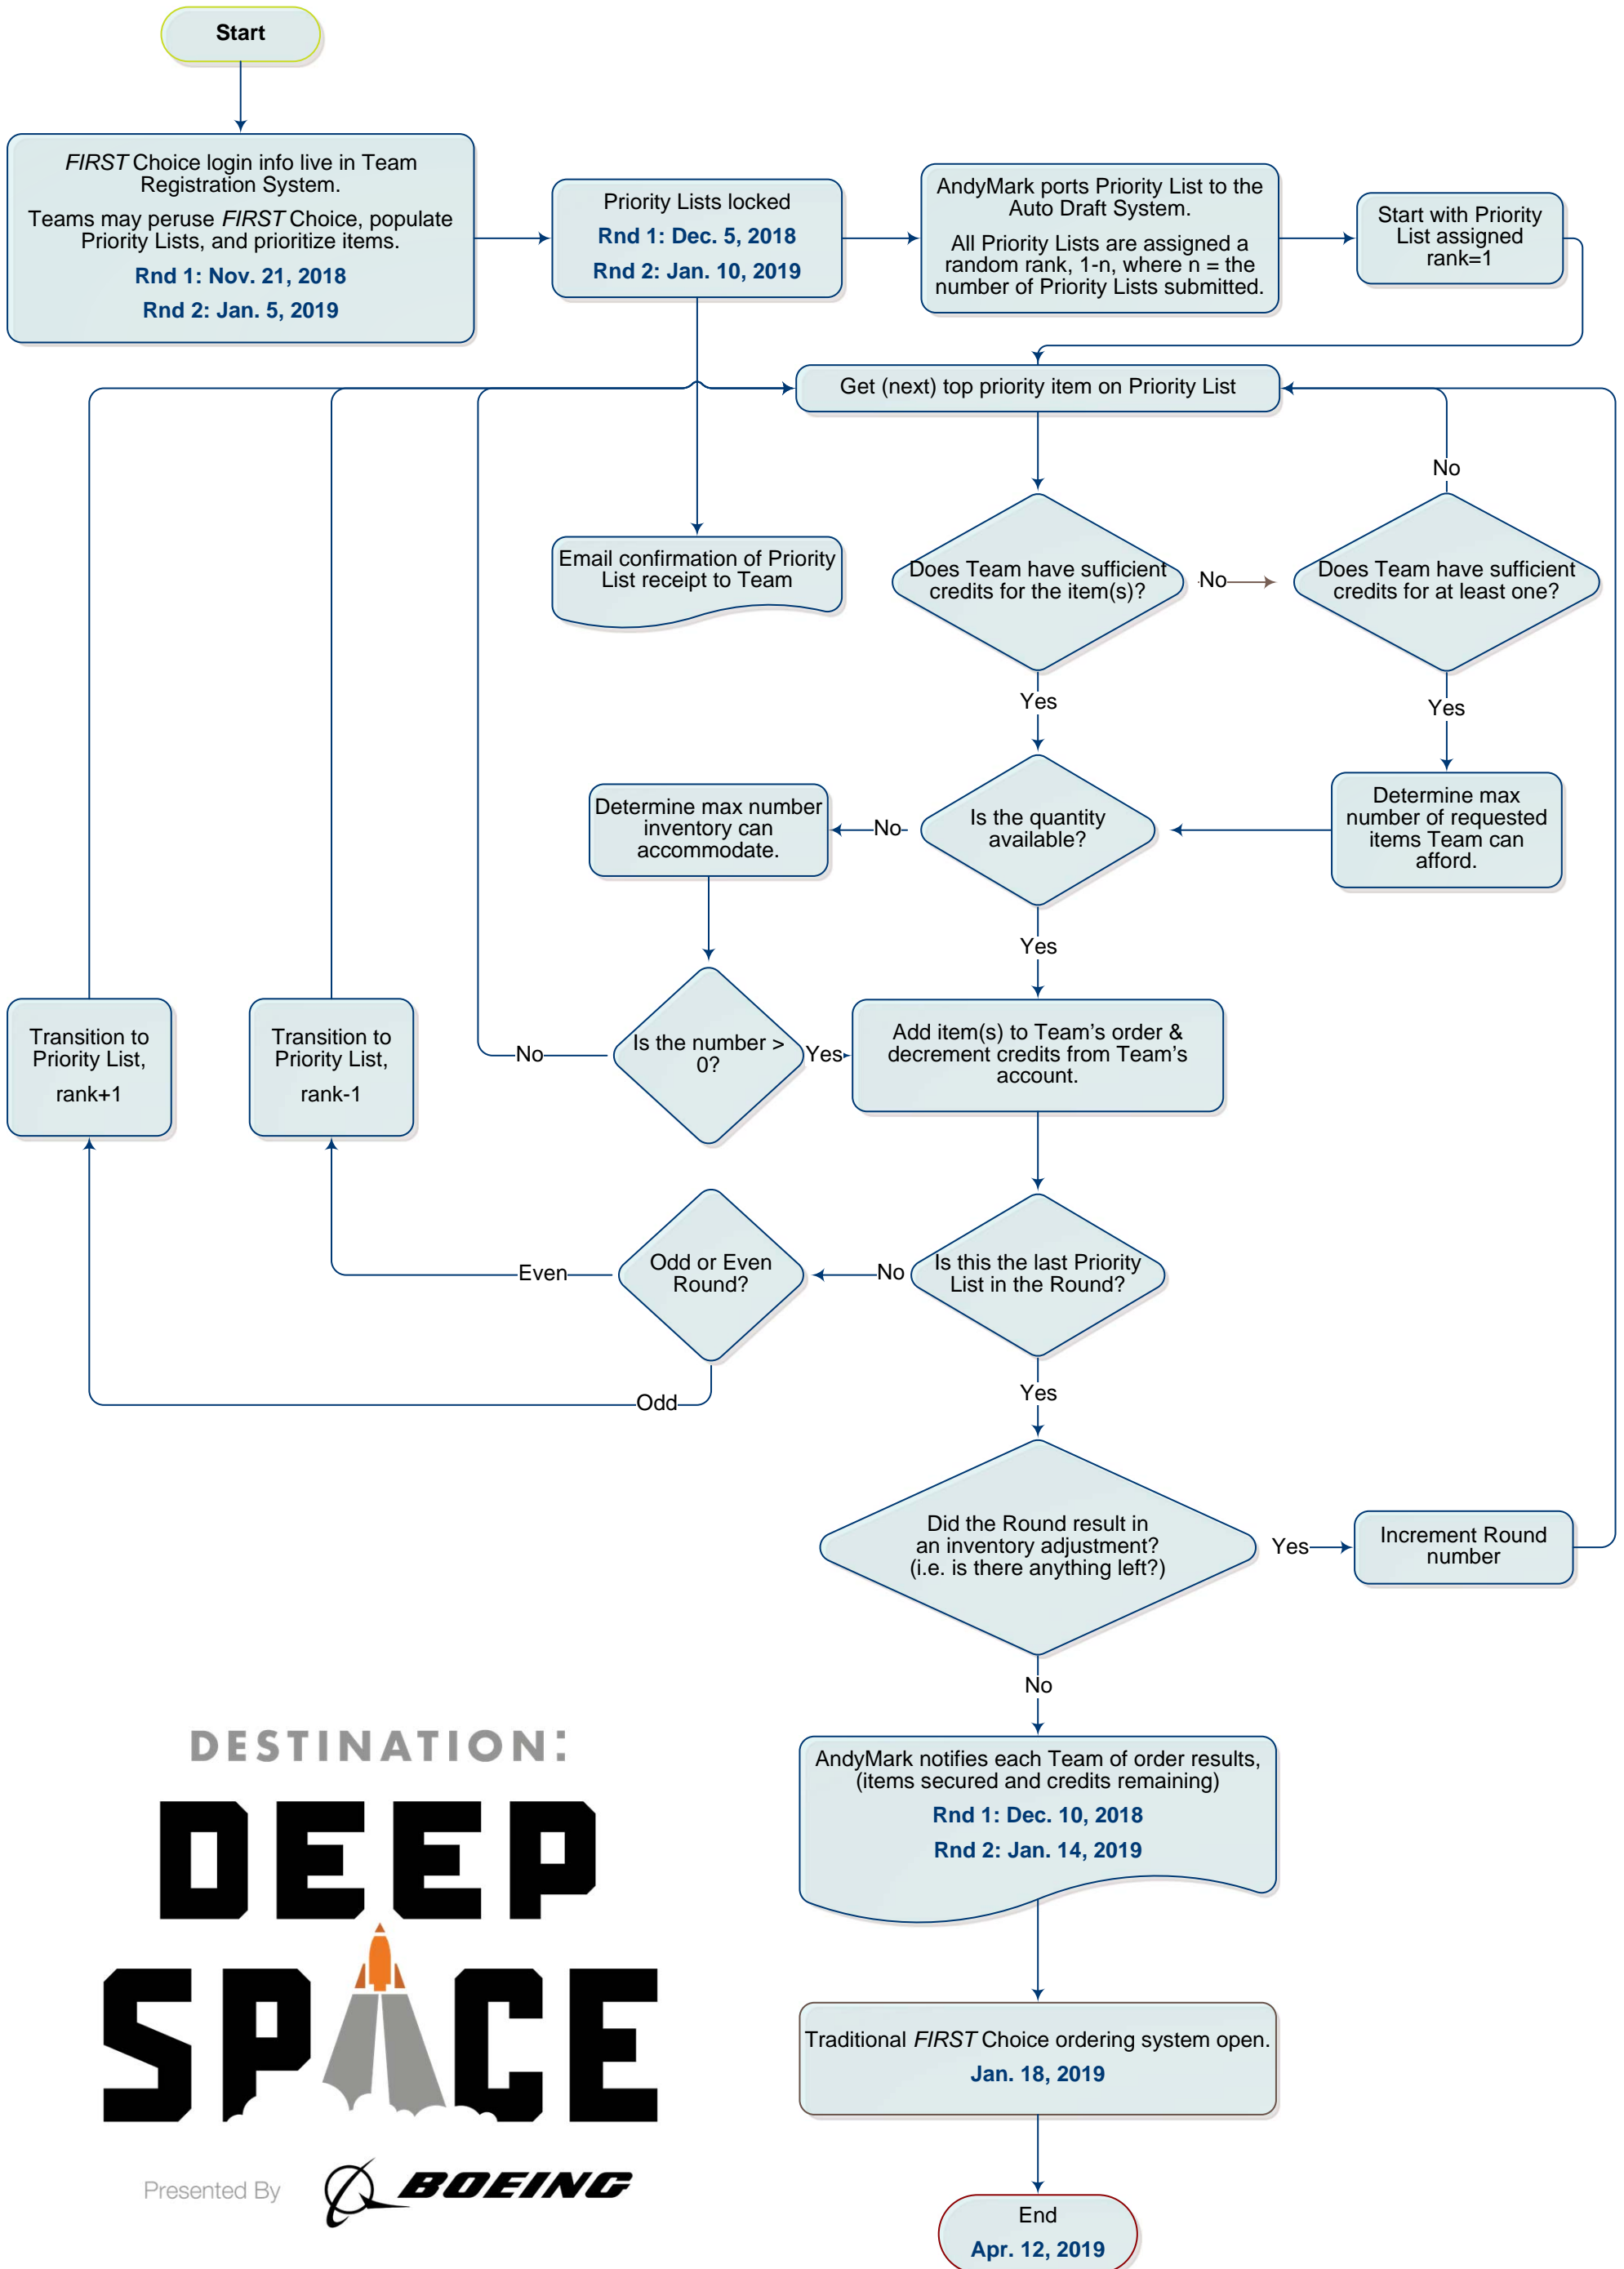 Start
FIRST Choice login info live in Team
Registration System.
Teams may peruse FIRST Choice, populate
Priority Lists, and prioritize items.
Rnd 1: Nov. 21, 2018
Rnd 2: Jan. 5, 2019
Priority Lists locked
Rnd 1: Dec. 5, 2018
Rnd 2: Jan. 10, 2019
AndyMark ports Priority List to the
Auto Draft System.
All Priority Lists are assigned a
random rank, 1-n, where n = the
number of Priority Lists submitted.
Start with Priority
List assigned
rank=1
Get (next) top priority item on Priority List
No
Email confirmation of Priority
List receipt to Team
Does Team have sufficient
credits for the item(s)?
No
Does Team have sufficient
credits for at least one?
Yes
Yes
Determine max number
inventory can
accommodate.
No
Is the quantity
available?
Determine max
number of requested
items Team can
afford.
Yes
Transition to
Priority List,
rank+1
Transition to
Priority List,
rank-1
No
Is the number >
0?
Yes
Add item(s) to Team's order &
decrement credits from Team's
account.
Even
Odd or Even
Round?
No
Is this the last Priority
List in the Round?
Odd
Yes
Did the Round result in
an inventory adjustment?
(i.e. is there anything left?)
Yes
Increment Round
number
No
AndyMark notifies each Team of order results,
(items secured and credits remaining)
Rnd 1: Dec. 10, 2018
Rnd 2: Jan. 14, 2019
Traditional FIRST Choice ordering system open.
Jan. 18, 2019
End
Apr. 12, 2019
DESTINATION:
DEEP
SPACE
Presented By
BOEING